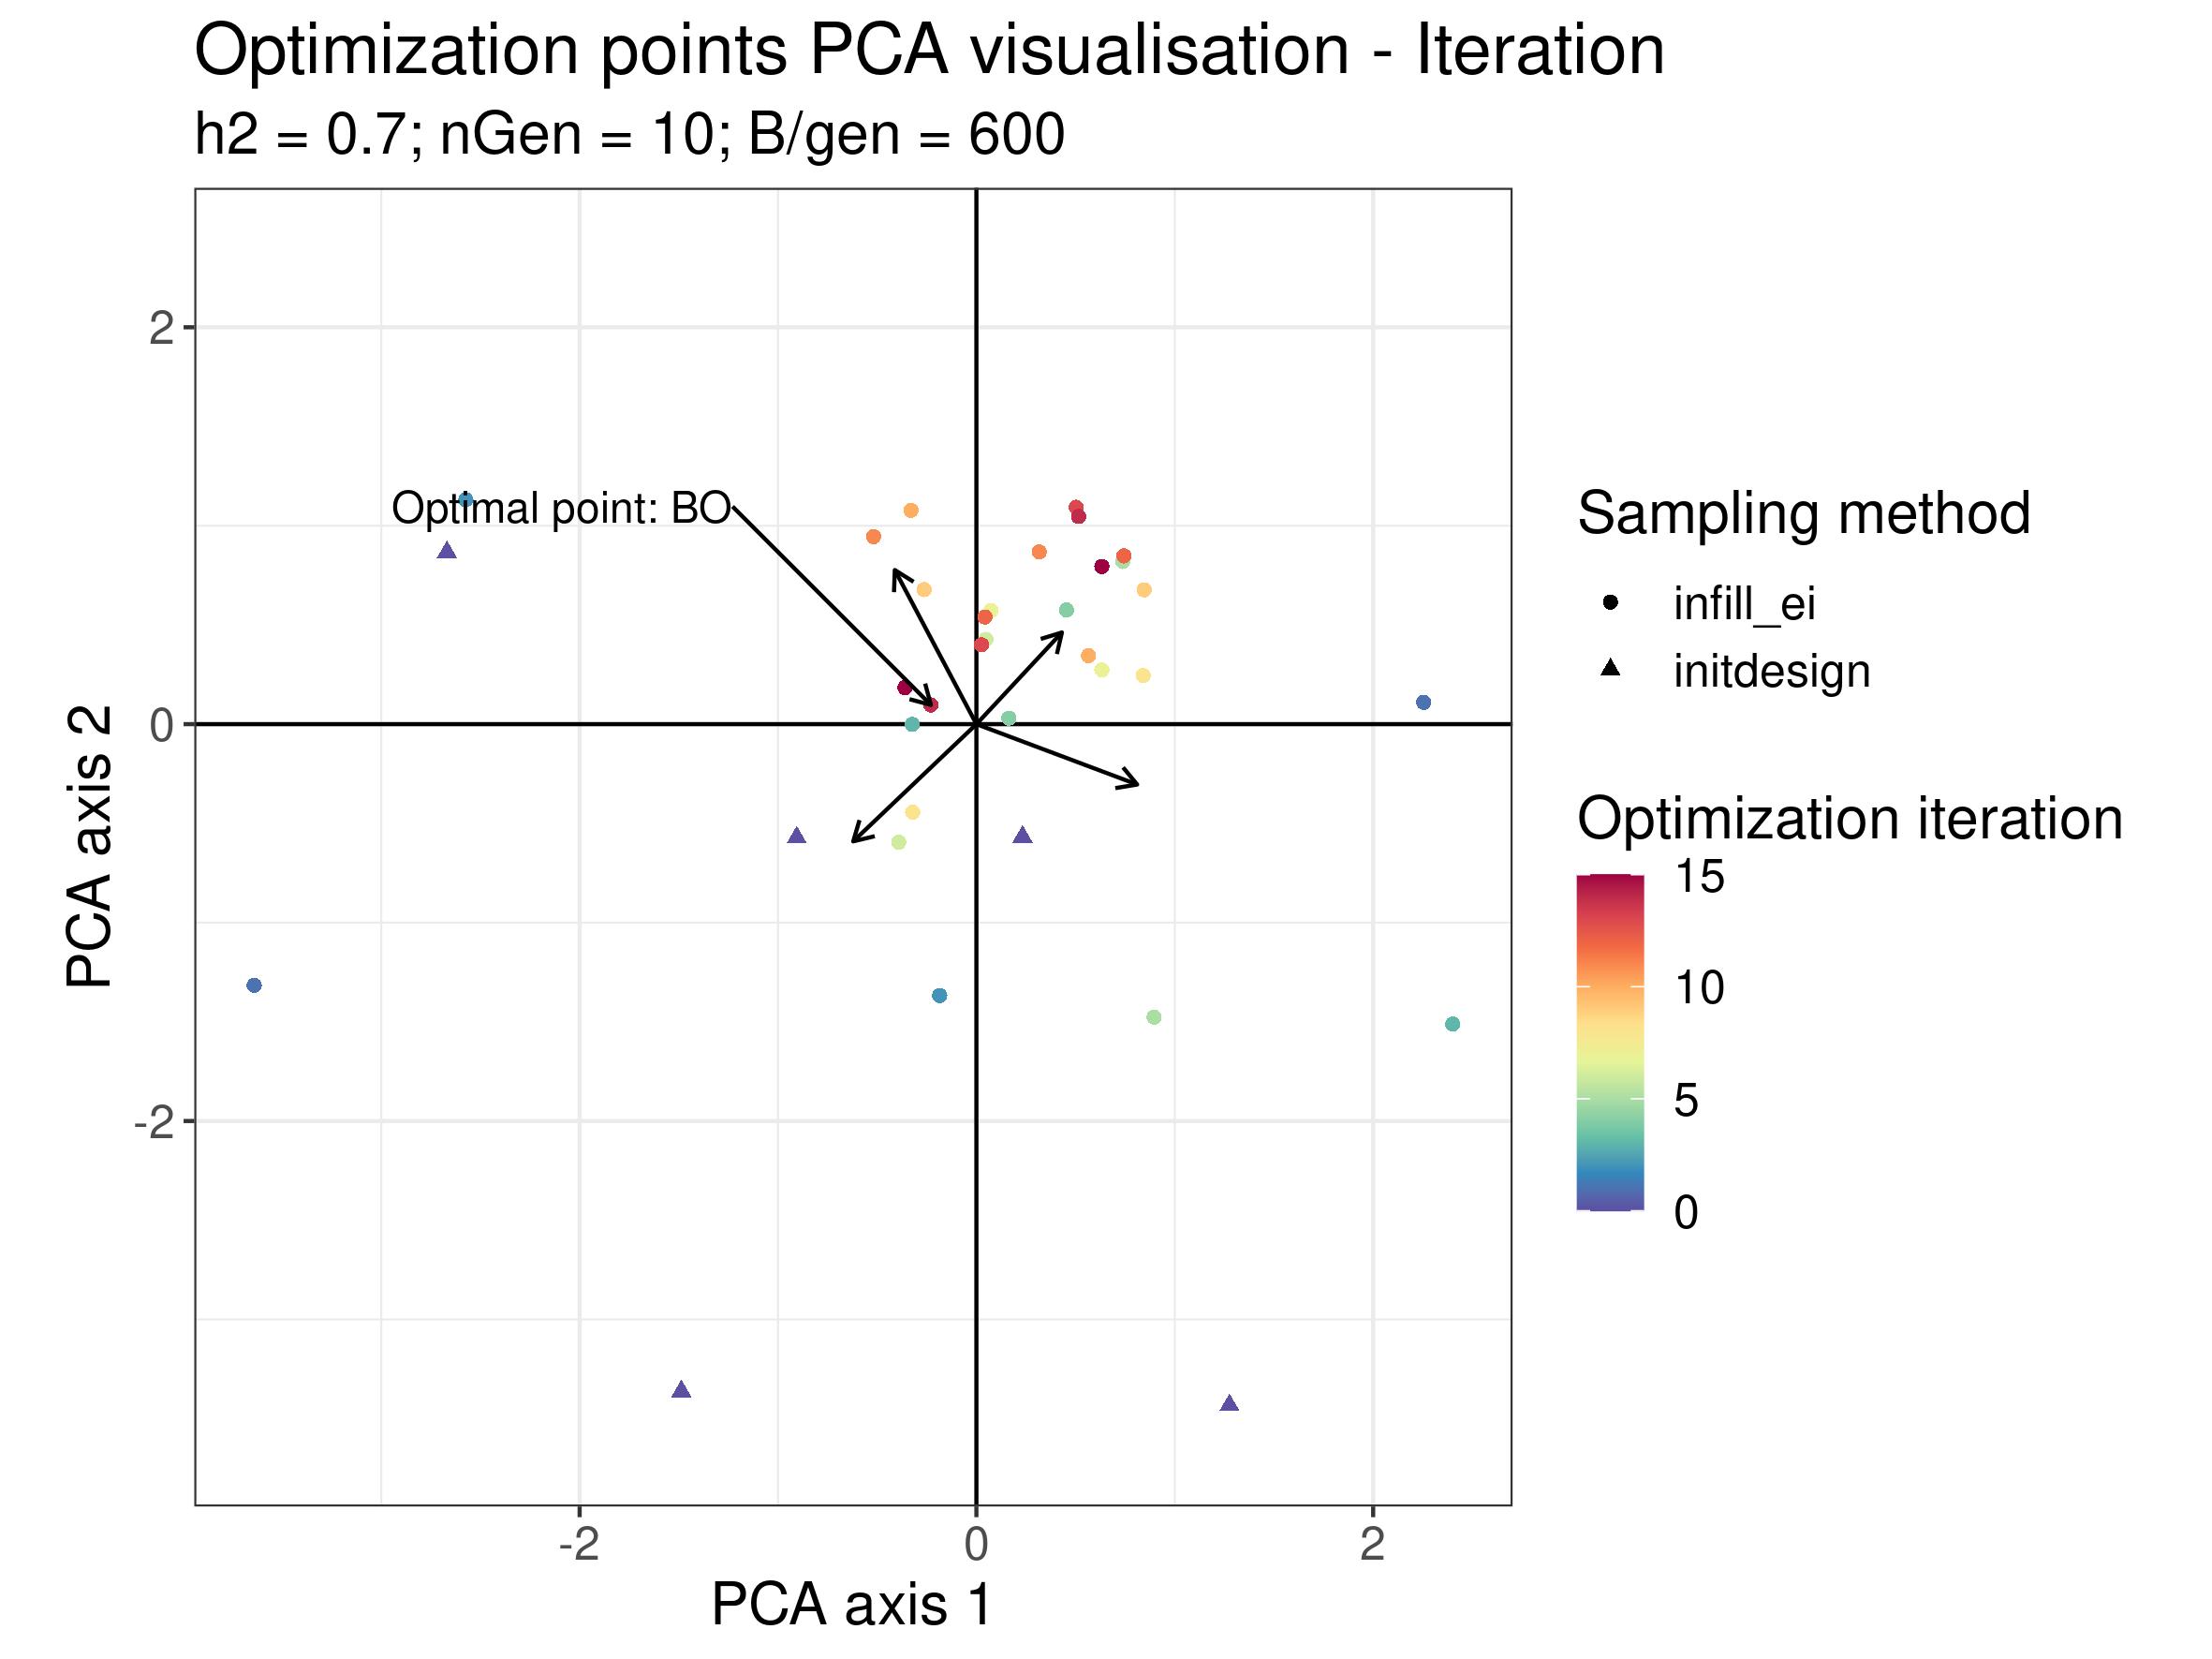 Optimization points PCA visualisation - Iteration
h2 = 0.7; nGen = 10; B/gen = 600
2
0
-2
PCA axis 2
Optimal point: BO
-2
0
2
PCA axis 1
Sampling method
infill_ei
initdesign
Optimization iteration
15
10
5
0